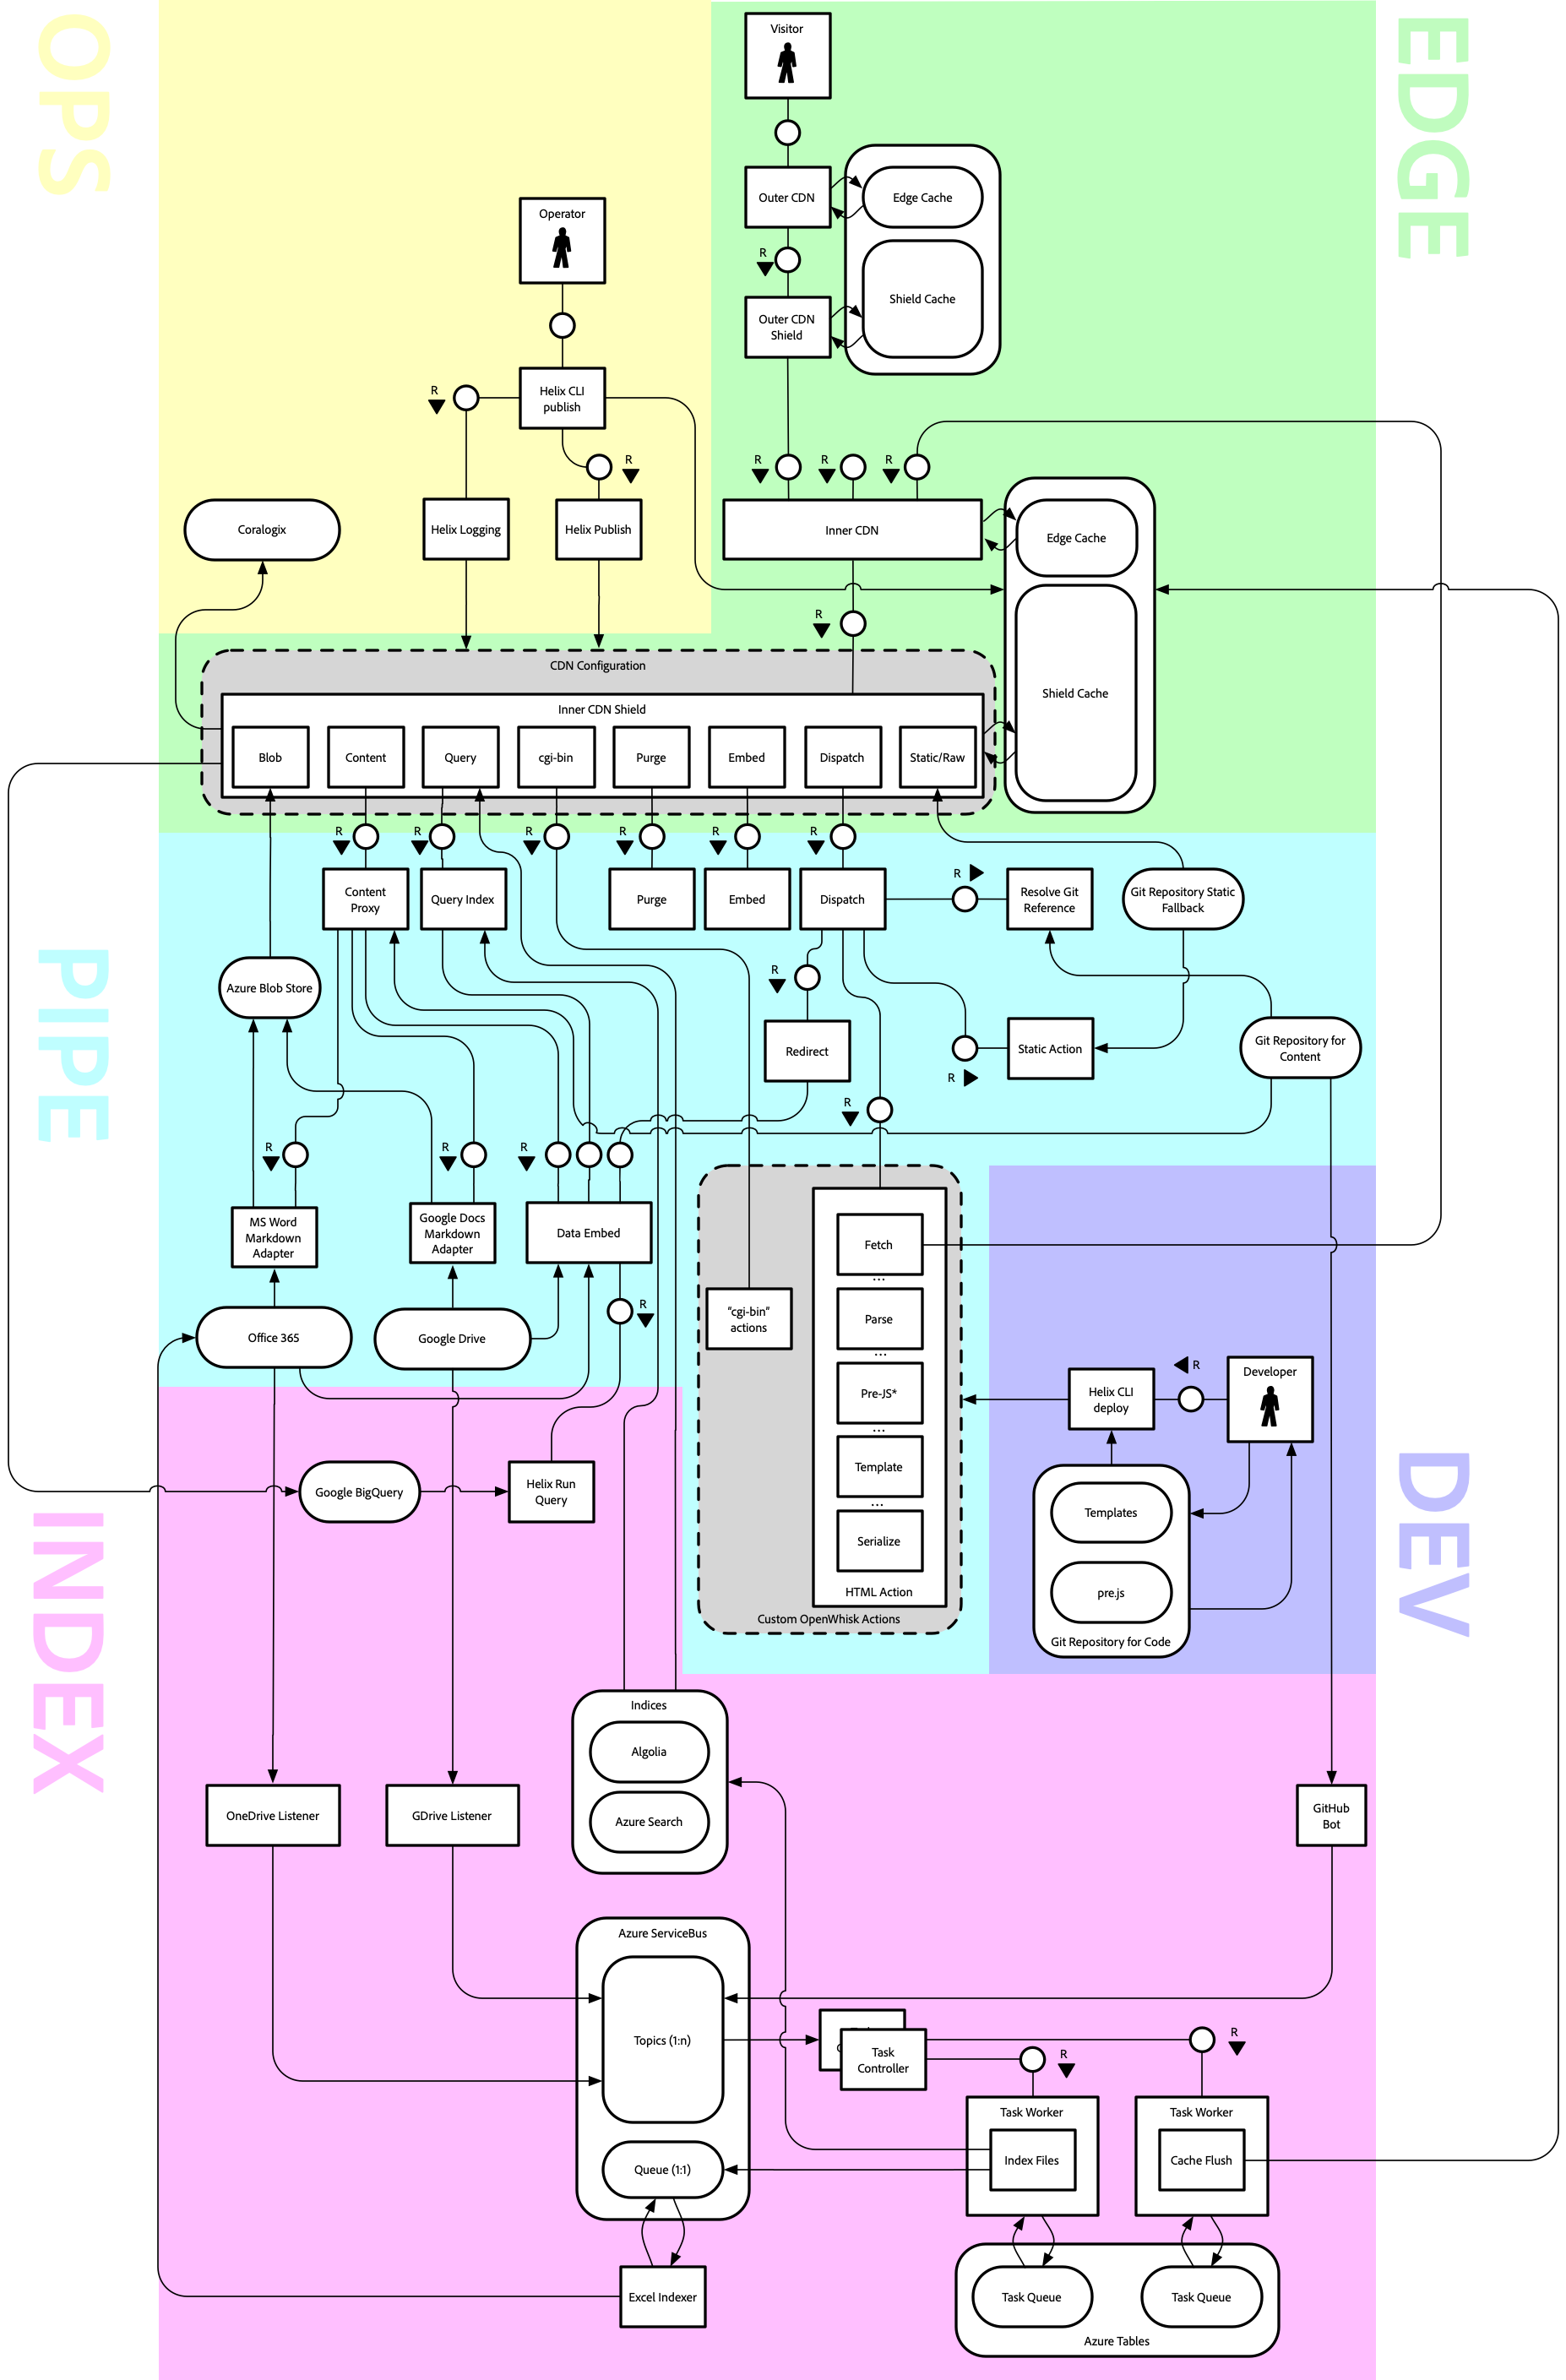 OPS
EDGE
Visitor
Outer CDN
Edge Cache
Operator
R
Shield Cache
Outer CDN
Shield
Helix CLI
publish
R
R
R
R
R
Coralogix
Helix Logging
Helix Publish
Inner CDN
Edge Cache
R
CDN Configuration
Shield Cache
Inner CDN Shield
Blob
Content
Query
cgi-bin
Purge
Embed
Dispatch
Static/Raw
R
R
R
R
R
R
PIPE
Content
Proxy
Query Index
Purge
Embed
Dispatch
R
Resolve Git
Reference
Git Repository Static
Fallback
Azure Blob Store
R
Redirect
Static Action
Git Repository for
Content
R
R
R
R
R
MS Word
Markdown
Adapter
Google Docs
Markdown
Adapter
Data Embed
Fetch
...
R
"cgi-bin"
actions
Parse
...
Office 365
Google Drive
Pre-JS*
...
Helix CLI
deploy
R
Developer
DEV
INDEX
Google BigQuery
Helix Run
Query
Template
...
Templates
Serialize
pre.js
HTML Action
Custom OpenWhisk Actions
Git Repository for Code
Indices
Algolia
Azure Search
OneDrive Listener
GDrive Listener
GitHub
Bot
Azure ServiceBus
Topics (1:n)
Task
Controller
R
R
Task Worker
Index Files
Task Worker
Cache Flush
Queue (1:1)
Excel Indexer
Task Queue
Task Queue
Azure Tables